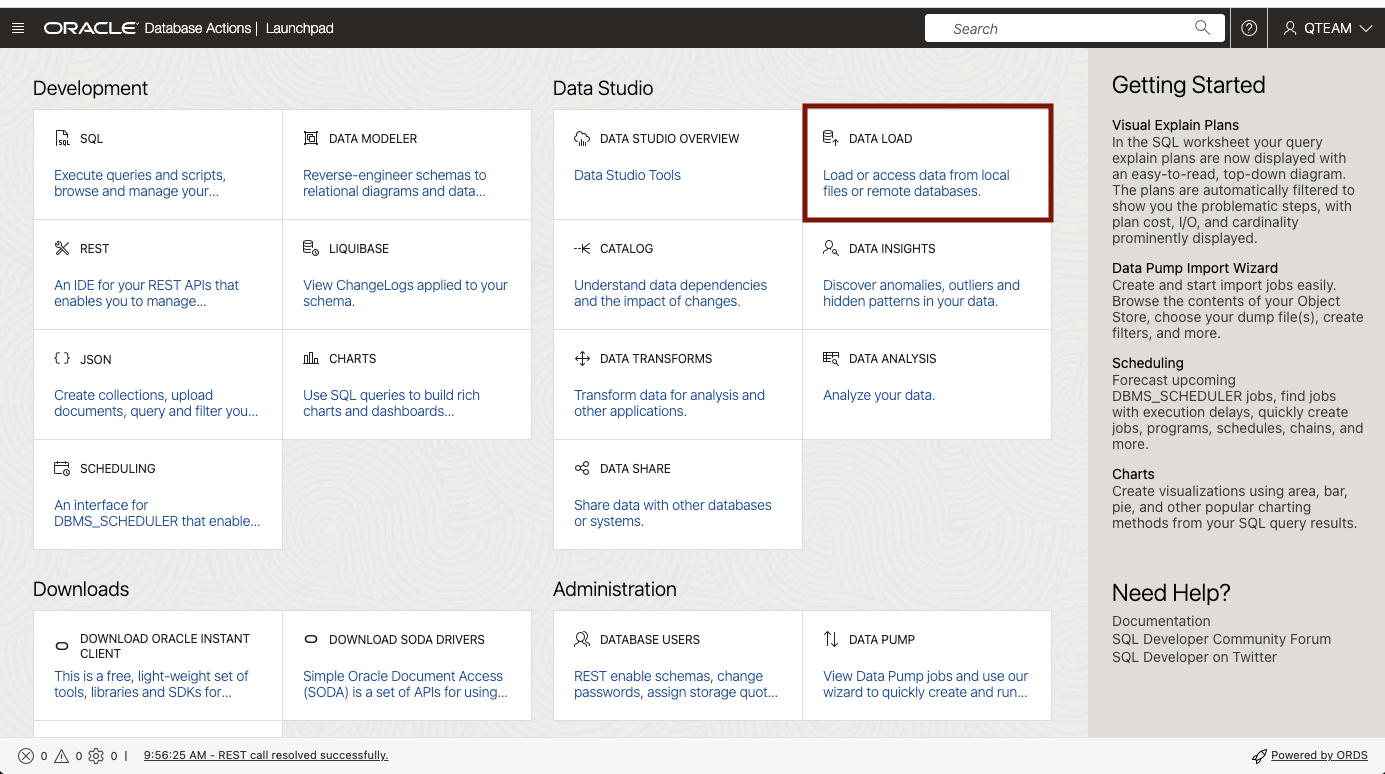 ORACLE Database Actions | Launchpad
Search
QTEAM
Development
SQL
Execute queries and scripts,
browse and manage your...
DATA MODELER
Reverse-engineer schemas to
relational diagrams and data...
REST
An IDE for your REST APIs that
enables you to manage...
LIQUIBASE
View ChangeLogs applied to your
schema.
JSON
Create collections, upload
documents, query and filter you...
CHARTS
Use SQL queries to build rich
charts and dashboards...
SCHEDULING
An interface for
DBMS_SCHEDULER that enable...
Data Studio
DATA STUDIO OVERVIEW
Data Studio Tools
DATA LOAD
Load or access data from local
files or remote databases.
CATALOG
Understand data dependencies
and the impact of changes.
DATA INSIGHTS
Discover anomalies, outliers and
hidden patterns in your data.
DATA TRANSFORMS
Transform data for analysis and
other applications.
DATA ANALYSIS
Analyze your data.
DATA SHARE
Share data with other databases
or systems.
Downloads
DOWNLOAD ORACLE INSTANT
CLIENT
This is a free, light-weight set of
tools, libraries and SDKs for...
DOWNLOAD SODA DRIVERS
Simple Oracle Document Access
(SODA) is a set of APIs for using...
Administration
DATABASE USERS
REST enable schemas, change
passwords, assign storage quot...
DATA PUMP
View Data Pump jobs and use our
wizard to quickly create and run...
Getting Started
Visual Explain Plans
In the SQL worksheet your query
explain plans are now displayed with
an easy-to-read, top-down diagram.
The plans are automatically filtered to
show you the problematic steps, with
plan cost, I/O, and cardinality
prominently displayed.
Data Pump Import Wizard
Create and start import jobs easily.
Browse the contents of your Object
Store, choose your dump file(s), create
filters, and more.
Scheduling
Forecast upcoming
DBMS_SCHEDULER jobs, find jobs
with execution delays, quickly create
jobs, programs, schedules, chains, and
more.
Charts
Create visualizations using area, bar,
pie, and other popular charting
methods from your SQL query results.
Need Help?
Documentation
SQL Developer Community Forum
SQL Developer on Twitter
0 0 0 | 9:56:25 AM - REST call resolved successfully.
Powered by ORDS